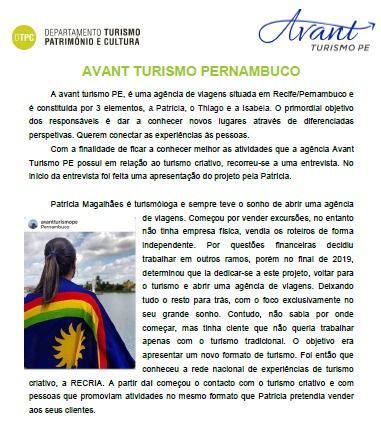 DTPC
DEPARTAMENTO TURISMO
PATRIMÓNIO E CULTURA
Avant
TURISMO PE
AVANT TURISMO PERNAMBUCO
A avant turismo PE, é uma agência de viagens situada em Recife/Pernambuco e
é constituída por 3 elementos, a Patrícia, o Thiago e a Isabela. O primordial objetivo
dos responsáveis é dar a conhecer novos lugares através de diferenciadas
perspetivas. Querem conectar as experiências às pessoas.
Com a finalidade de ficar a conhecer melhor as atividades que a agência Avant
Turismo PE possui em relação ao turismo criativo, recorreu-se a uma entrevista. No
início da entrevista foi feita uma apresentação do projeto pela Patrícia.
Patrícia Magalhães é turismóloga e sempre teve o sonho de abrir uma agência
de viagens. Começou por vender excursões, no entanto
não tinha empresa física, vendia os roteiros de forma
independente. Por questões financeiras decidiu
trabalhar em outros ramos, porém no final de 2019,
determinou que ia dedicar-se a este projeto, voltar para
o turismo e abrir uma agência de viagens. Deixando
tudo o resto para trás, com o foco exclusivamente no
seu grande sonho. Contudo, não sabia por onde
começar, mas tinha ciente que não queria trabalhar
apenas com o turismo tradicional. O objetivo era
apresentar um novo formato de turismo. Foi então que
conheceu a rede nacional de experiências de turismo
criativo, a RECRIA. A partir daí começou o contacto com o turismo criativo e com
pessoas que promoviam atividades no mesmo formato que Patrícia pretendia vender
aos seus clientes.
avantturismope
Pernambuco